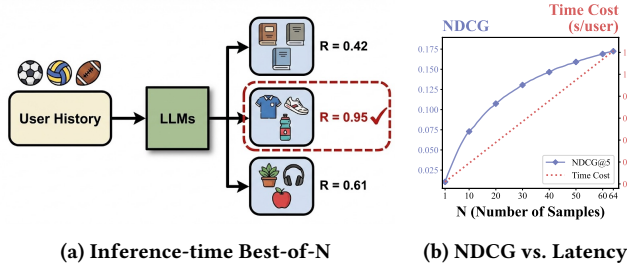 User History
LLMs
R = 0.42
R = 0.95
R = 0.61
(a) Inference-time Best-of-N
NDCG
Time Cost
(s/user)
0.175
0.150
0.125
0.100
0.075
0.050
0.025
NDCG@5
Time Cost
1 10 20 30 40 50 60 64
N (Number of Samples)
(b) NDCG vs. Latency